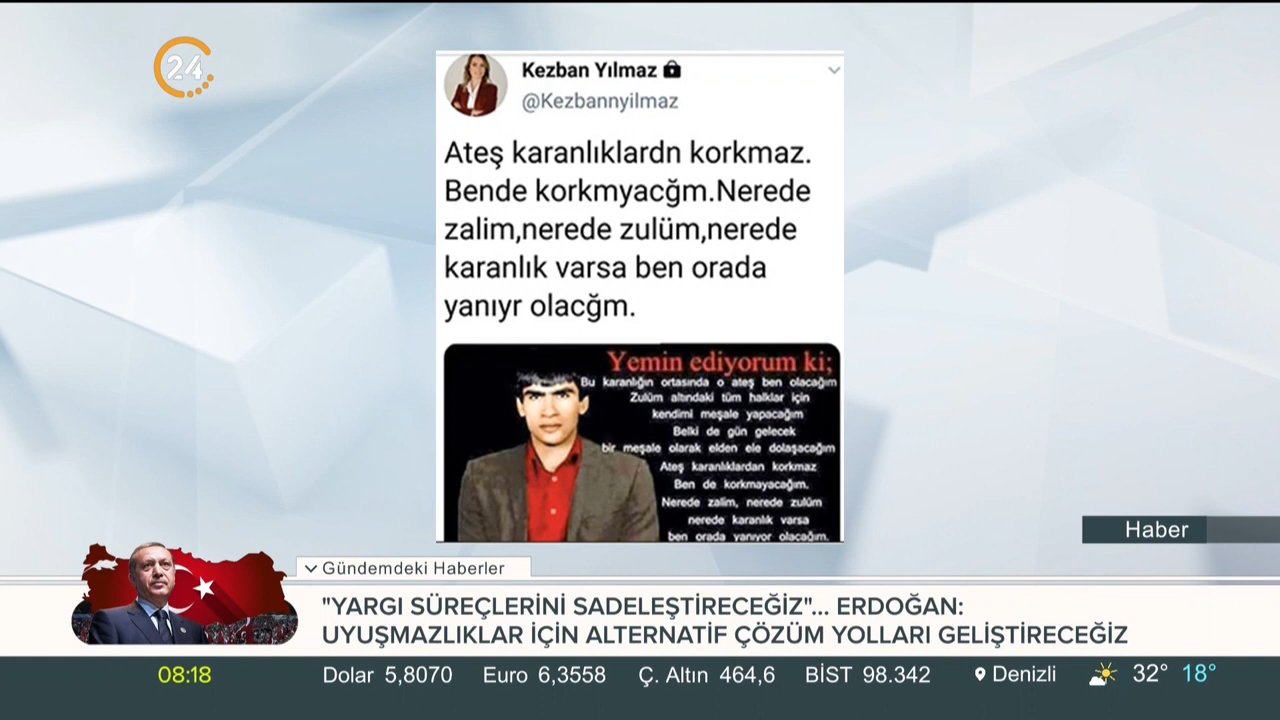 24
Kezban Yılmaz
@Kezbannyilmaz
Ateş karanlıklardn korkmaz.
Bende korkmyacğm.Nerede
zalim,nerede zulüm,nerede
karanlık varsa ben orada
yanıyr olacğm.
Yemin ediyorum ki;
Bu karanlığın ortasında o ateş ben olacağım
Zulüm altındaki tüm halklar için
kendimi meşale yapacağım
Belki de gün gelecek
bir meşale olarak elden ele dolaşacağım
Ateş karanlıklardan korkmaz
Ben de korkmayacağım.
Nerede zalim, nerede zulüm
nerede karanlık varsa
ben orada yanıyor olacağım.
Haber
Gündemdeki Haberler
"YARGI SÜREÇLERİNİ SADELEŞTİRECEĞİZ"... ERDOĞAN:
UYUŞMAZLIKLAR İÇİN ALTERNATİF ÇÖZÜM YOLLARI GELİŞTİRECEĞİZ
08:18 Dolar 5,8070 Euro 6,3558 Ç. Altın 464,6 BİST 98.342 Denizli 32° 18°